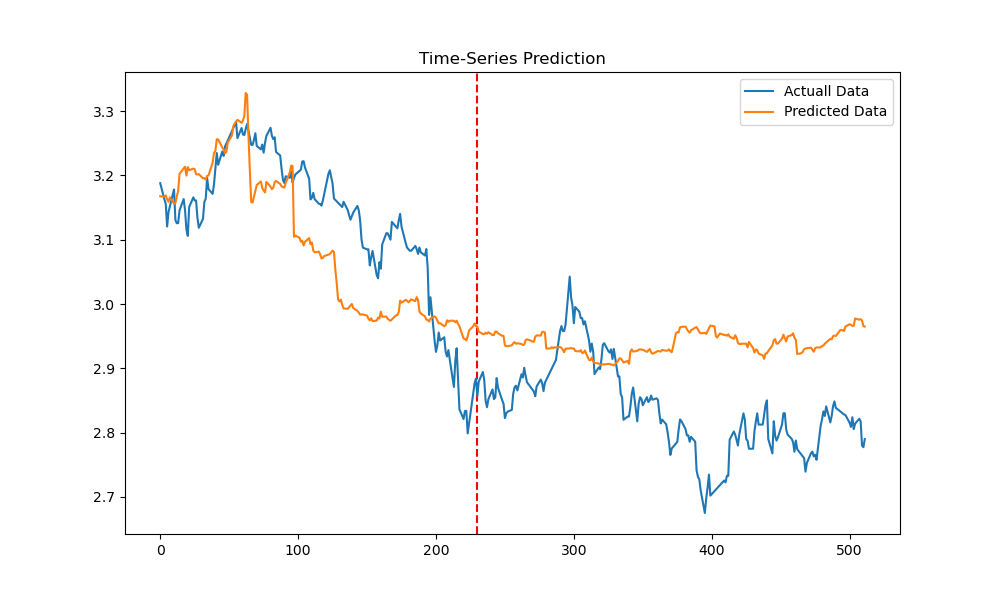 Time-Series Prediction
Actuall Data
Predicted Data
3.3
3.2
3.1
3.0
2.9
2.8
2.7
0 100 200 300 400 500